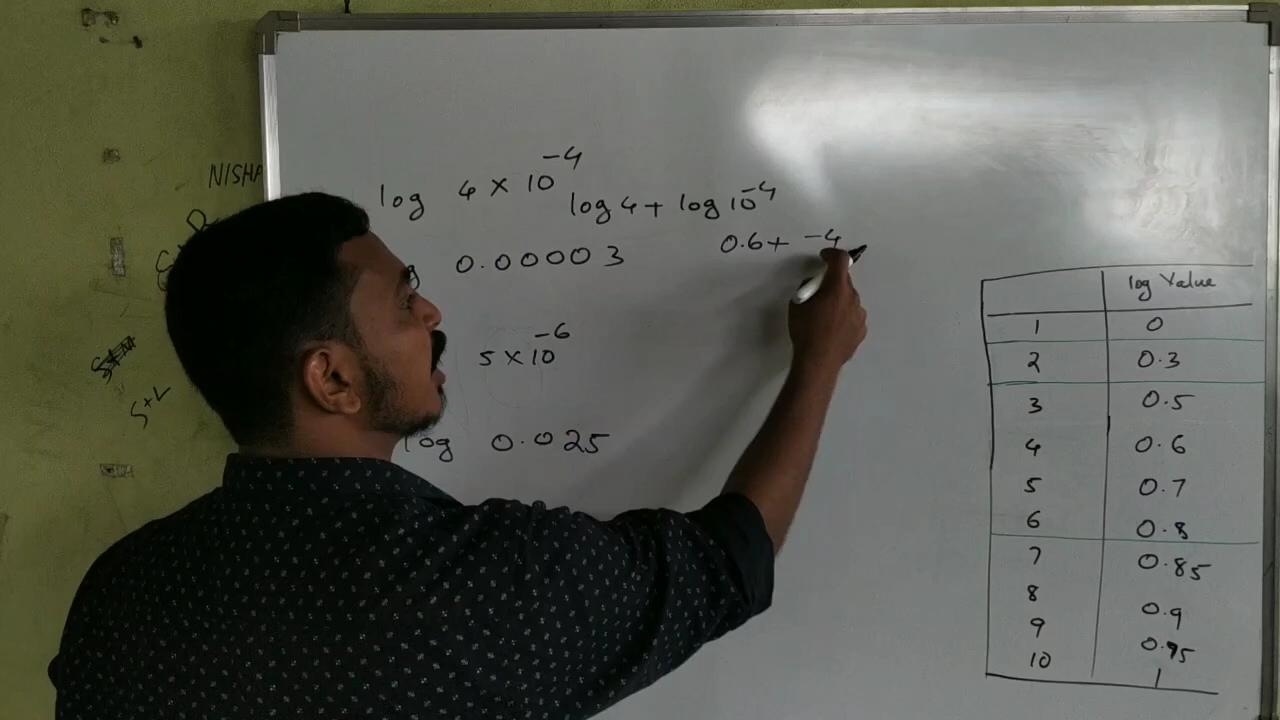 NISHA
log 4 × 10⁻⁴
log 4 + log 10⁻⁴
0.6 + -4
0.00003
5 × 10⁻⁶
log 0.025
log Value
1 0
2 0.3
3 0.5
4 0.6
5 0.7
6 0.8
7 0.85
8 0.9
9 0.95
10 1